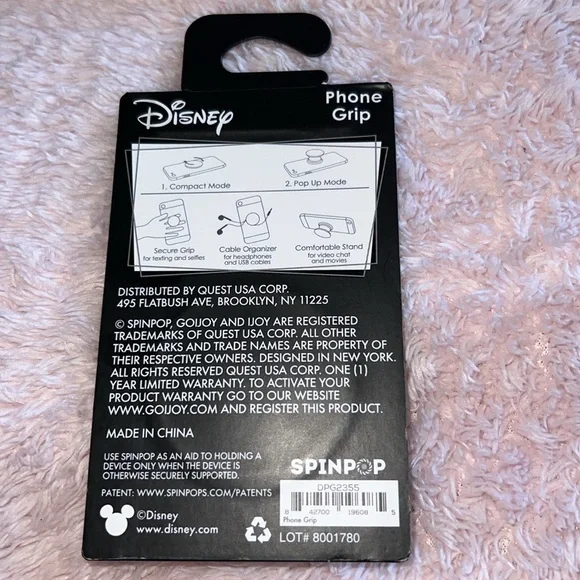 Disney
Phone
Grip
1. Compact Mode
2. Pop Up Mode
Secure Grip
for texting and selfies
Cable Organizer
for headphones
and USB cables
Comfortable Stand
for video chat
and movies
DISTRIBUTED BY QUEST USA CORP.
495 FLATBUSH AVE, BROOKLYN, NY 11225
© SPINPOP, GOIJOY AND IJOY ARE REGISTERED
TRADEMARKS OF QUEST USA CORP. ALL OTHER
TRADEMARKS AND TRADE NAMES ARE PROPERTY OF
THEIR RESPECTIVE OWNERS. DESIGNED IN NEW YORK.
ALL RIGHTS RESERVED QUEST USA CORP. ONE (1)
YEAR LIMITED WARRANTY. TO ACTIVATE YOUR
PRODUCT WARRANTY GO TO OUR WEBSITE
WWW.GOIJOY.COM AND REGISTER THIS PRODUCT.
MADE IN CHINA
USE SPINPOP AS AN AID TO HOLDING A
DEVICE ONLY WHEN THE DEVICE IS
OTHERWISE SECURELY SUPPORTED.
PATENT: WWW.SPINPOPS.COM/PATENTS
©Disney
www.disney.com
SPINPOP
DPG2355
8 42700 19608 5
Phone Grip
LOT# 8001780